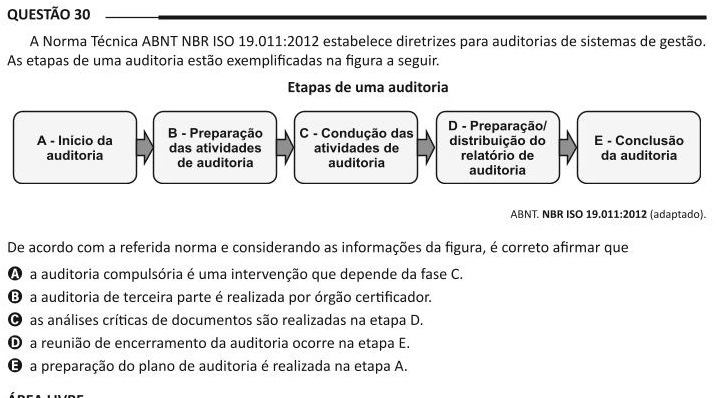 QUESTÃO 30
A Norma Técnica ABNT NBR ISO 19.011:2012 estabelece diretrizes para auditorias de sistemas de gestão.
As etapas de uma auditoria estão exemplificadas na figura a seguir.
Etapas de uma auditoria
A - Início da
auditoria
B - Preparação
das atividades
de auditoria
C - Condução das
atividades de
auditoria
D - Preparação/
distribuição do
relatório de
auditoria
E - Conclusão
da auditoria
ABNT. NBR ISO 19.011:2012 (adaptado).
De acordo com a referida norma e considerando as informações da figura, é correto afirmar que
A a auditoria compulsória é uma intervenção que depende da fase C.
B a auditoria de terceira parte é realizada por órgão certificador.
C as análises críticas de documentos são realizadas na etapa D.
D a reunião de encerramento da auditoria ocorre na etapa E.
E a preparação do plano de auditoria é realizada na etapa A.
ÁREA LIVRE